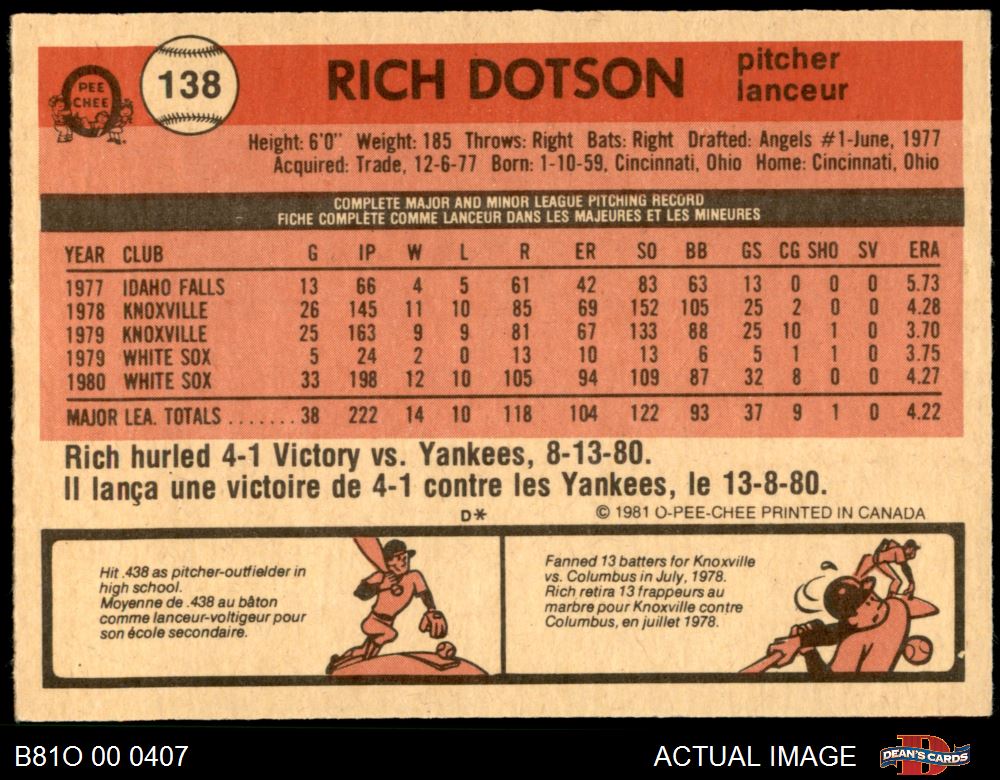 O
PEE
CHEE
138
RICH DOTSON
pitcher
lanceur
Height: 6'0" Weight: 185 Throws: Right Bats: Right Drafted: Angels #1-June, 1977
Acquired: Trade, 12-6-77 Born: 1-10-59, Cincinnati, Ohio Home: Cincinnati, Ohio
COMPLETE MAJOR AND MINOR LEAGUE PITCHING RECORD
FICHE COMPLÈTE COMME LANCEUR DANS LES MAJEURES ET LES MINEURES
YEAR CLUB G IP W L R ER SO BB GS CG SHO SV ERA
1977 IDAHO FALLS 13 66 4 5 61 42 83 63 13 0 0 0 5.73
1978 KNOXVILLE 26 145 11 10 85 69 152 105 25 2 0 0 4.28
1979 KNOXVILLE 25 163 9 9 81 67 133 88 25 10 1 0 3.70
1979 WHITE SOX 5 24 2 0 13 10 13 6 5 1 1 0 3.75
1980 WHITE SOX 33 198 12 10 105 94 109 87 32 8 0 0 4.27
MAJOR LEA. TOTALS ....... 38 222 14 10 118 104 122 93 37 9 1 0 4.22
Rich hurled 4-1 Victory vs. Yankees, 8-13-80.
Il lança une victoire de 4-1 contre les Yankees, le 13-8-80.
D* © 1981 O-PEE-CHEE PRINTED IN CANADA
Hit .438 as pitcher-outfielder in
high school.
Moyenne de .438 au bâton
comme lanceur-voltigeur pour
son école secondaire.
Fanned 13 batters for Knoxville
vs. Columbus in July, 1978.
Rich retira 13 frappeurs au
marbre pour Knoxville contre
Columbus, en juillet 1978.
B81O 00 0407
ACTUAL IMAGE
D
DEAN'S CARDS